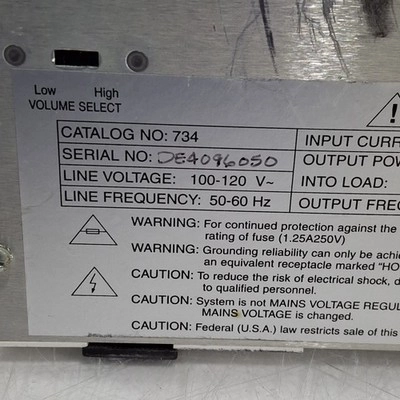 Low High
VOLUME SELECT
CATALOG NO: 734
INPUT CURR
SERIAL NO: DE4096050
OUTPUT POW
LINE VOLTAGE: 100-120 V~
INTO LOAD:
LINE FREQUENCY: 50-60 Hz
OUTPUT FREQ
WARNING: For continued protection against the
rating of fuse (1.25A250V)
WARNING: Grounding reliability can only be achie
an equivalent receptacle marked "HO
CAUTION: To reduce the risk of electrical shock, d
to qualified personnel.
CAUTION: System is not MAINS VOLTAGE REGUL
MAINS VOLTAGE is changed.
CAUTION: Federal (U.S.A.) law restricts sale of this